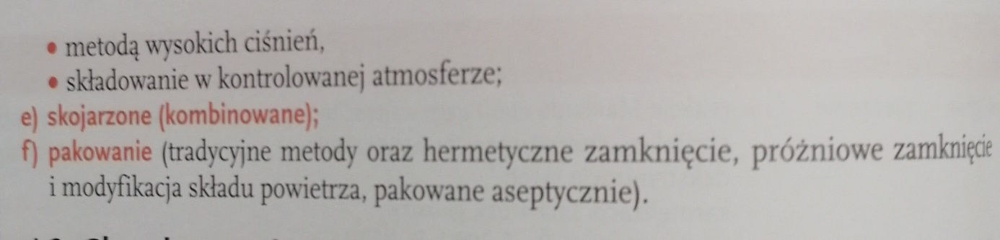 • metodą wysokich ciśnień,
• składowanie w kontrolowanej atmosferze;
e) skojarzone (kombinowane);
f) pakowanie (tradycyjne metody oraz hermetyczne zamknięcie, próżniowe zamknięcie
i modyfikacja składu powietrza, pakowane aseptycznie).